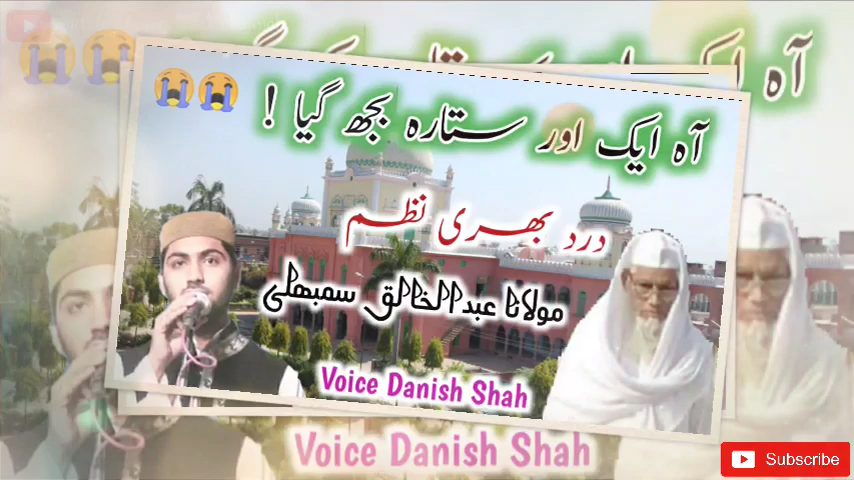 آہ ایک اور ستارہ بجھ گیا !
درد بھری نظم
مولانا عبدالخالق سمبھلی
Voice Danish Shah
Voice Danish Shah
Subscribe